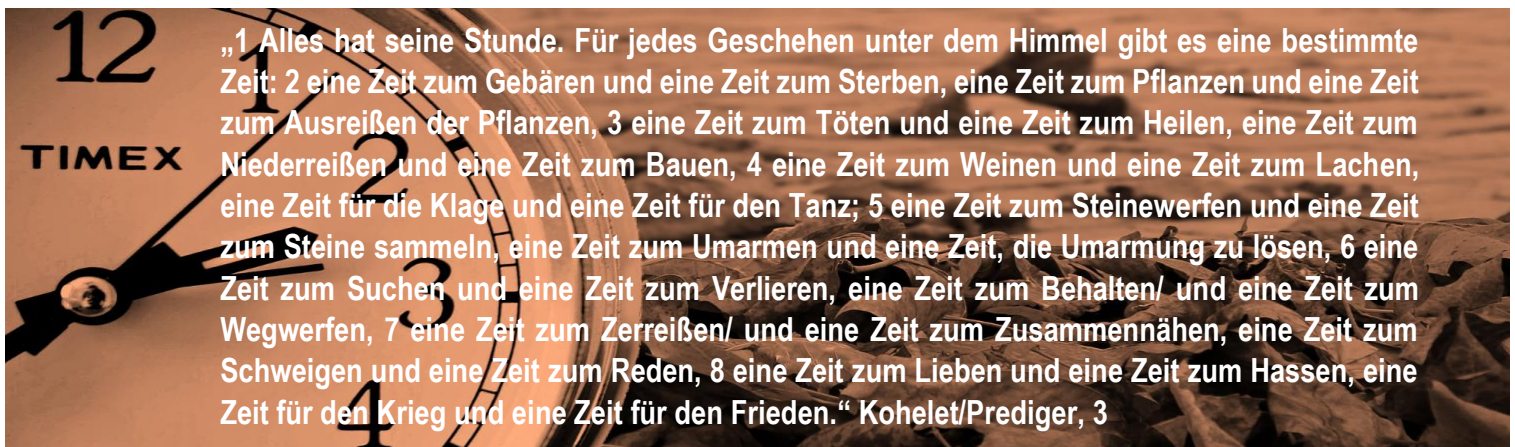 12
1
2
3
4
TIMEX
„1 Alles hat seine Stunde. Für jedes Geschehen unter dem Himmel gibt es eine bestimmte
Zeit: 2 eine Zeit zum Gebären und eine Zeit zum Sterben, eine Zeit zum Pflanzen und eine Zeit
zum Ausreißen der Pflanzen, 3 eine Zeit zum Töten und eine Zeit zum Heilen, eine Zeit zum
Niederreißen und eine Zeit zum Bauen, 4 eine Zeit zum Weinen und eine Zeit zum Lachen,
eine Zeit für die Klage und eine Zeit für den Tanz; 5 eine Zeit zum Steinewerfen und eine Zeit
zum Steine sammeln, eine Zeit zum Umarmen und eine Zeit, die Umarmung zu lösen, 6 eine
Zeit zum Suchen und eine Zeit zum Verlieren, eine Zeit zum Behalten/ und eine Zeit zum
Wegwerfen, 7 eine Zeit zum Zerreißen/ und eine Zeit zum Zusammennähen, eine Zeit zum
Schweigen und eine Zeit zum Reden, 8 eine Zeit zum Lieben und eine Zeit zum Hassen, eine
Zeit für den Krieg und eine Zeit für den Frieden.“ Kohelet/Prediger, 3